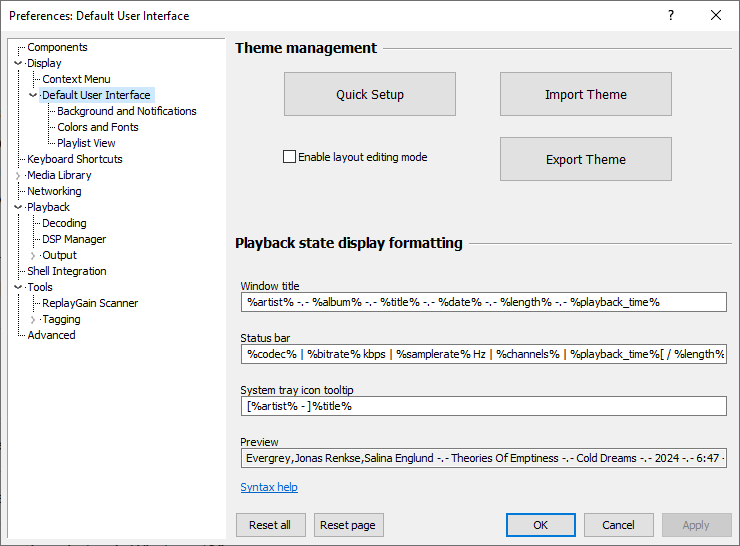 Preferences: Default User Interface
?
Components
Display
Context Menu
Default User Interface
Background and Notifications
Colors and Fonts
Playlist View
Keyboard Shortcuts
Media Library
Networking
Playback
Decoding
DSP Manager
Output
Shell Integration
Tools
ReplayGain Scanner
Tagging
Advanced
Theme management
Quick Setup
Import Theme
Enable layout editing mode
Export Theme
Playback state display formatting
Window title
%artist% -.- %album% -.- %title% -.- %date% -.- %length% -.- %playback_time%
Status bar
%codec% | %bitrate% kbps | %samplerate% Hz | %channels% | %playback_time%[ / %length%
System tray icon tooltip
[%artist% - ]%title%
Preview
Evergrey,Jonas Renkse,Salina Englund -.- Theories Of Emptiness -.- Cold Dreams -.- 2024 -.- 6:47 -
Syntax help
Reset all
Reset page
OK
Cancel
Apply